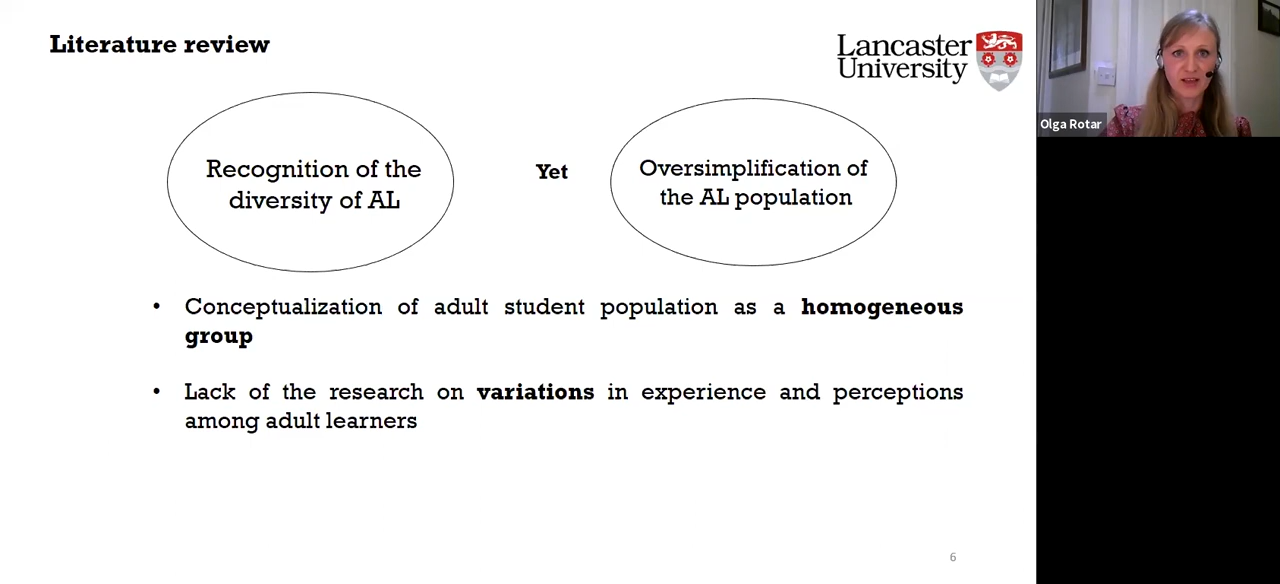 Literature review
Lancaster
University
Olga Rotar
Recognition of the
diversity of AL
Yet
Oversimplification of
the AL population
• Conceptualization of adult student population as a homogeneous
group
• Lack of the research on variations in experience and perceptions
among adult learners
6